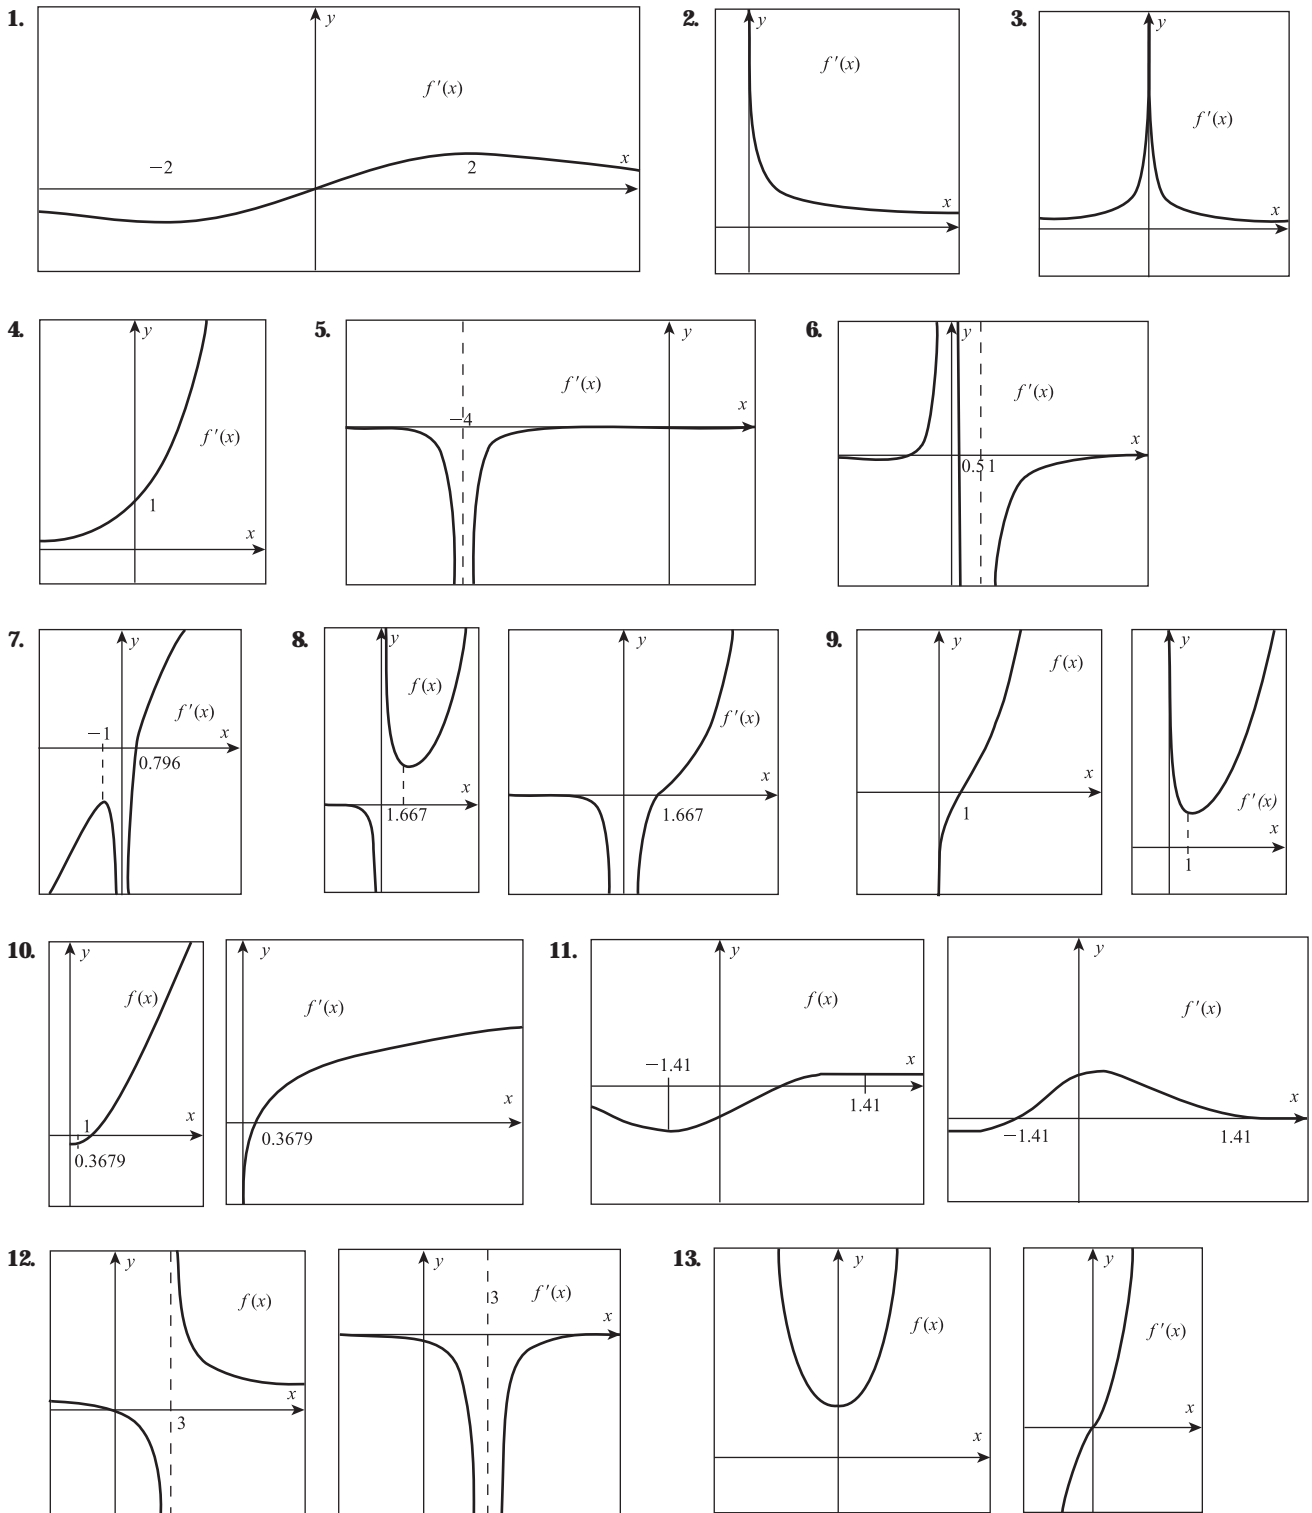 1.
y
f′(x)
−2
2
x
2.
y
f′(x)
x
3.
y
f′(x)
x
4.
y
f′(x)
1
x
5.
y
f′(x)
x
−4
6.
y
f′(x)
x
0.5 1
7.
y
f′(x)
−1
x
0.796
8.
y
f(x)
x
1.667
y
f′(x)
x
1.667
9.
y
f(x)
x
1
y
f′(x)
x
1
10.
y
f(x)
x
1
0.3679
y
f′(x)
x
0.3679
11.
y
f(x)
−1.41
x
1.41
y
f′(x)
x
−1.41
1.41
12.
y
f(x)
x
3
y
3
f′(x)
x
13.
y
f(x)
x
y
f′(x)
x